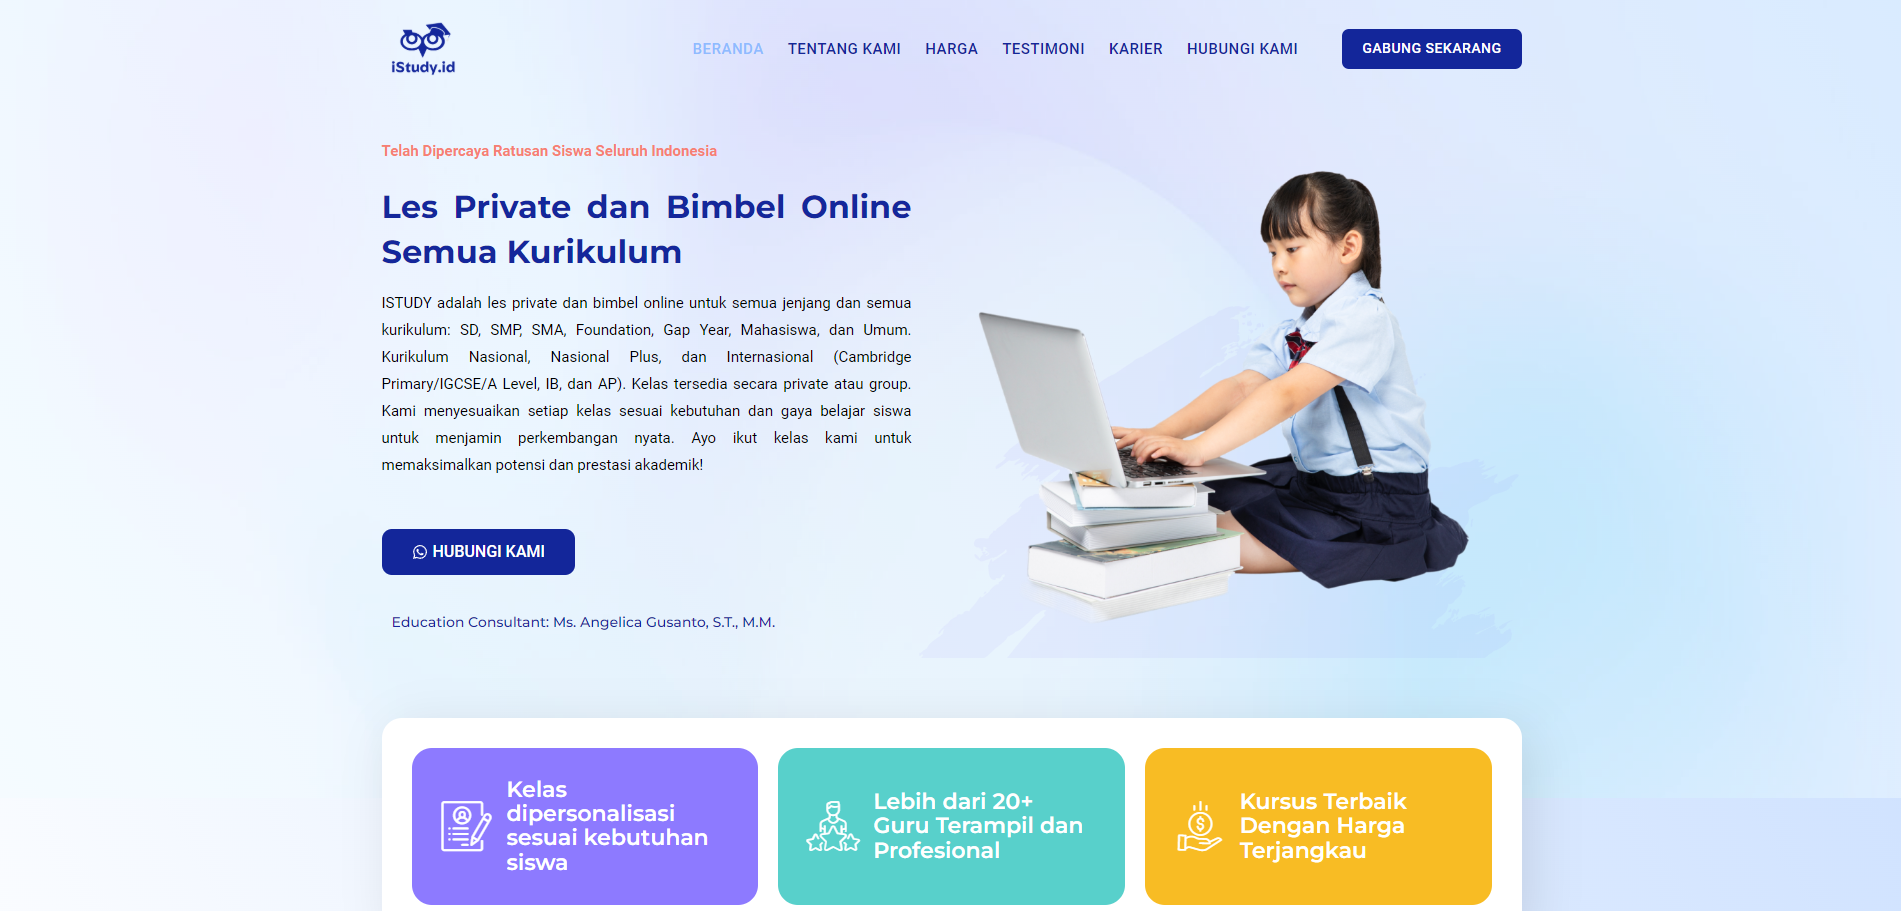 iStudy.id
BERANDA
TENTANG KAMI
HARGA
TESTIMONI
KARIER
HUBUNGI KAMI
GABUNG SEKARANG
Telah Dipercaya Ratusan Siswa Seluruh Indonesia
Les Private dan Bimbel Online
Semua Kurikulum
ISTUDY adalah les private dan bimbel online untuk semua jenjang dan semua
kurikulum: SD, SMP, SMA, Foundation, Gap Year, Mahasiswa, dan Umum.
Kurikulum Nasional, Nasional Plus, dan Internasional (Cambridge
Primary/IGCSE/A Level, IB, dan AP). Kelas tersedia secara private atau group.
Kami menyesuaikan setiap kelas sesuai kebutuhan dan gaya belajar siswa
untuk menjamin perkembangan nyata. Ayo ikut kelas kami untuk
memaksimalkan potensi dan prestasi akademik!
HUBUNGI KAMI
Education Consultant: Ms. Angelica Gusanto, S.T., M.M.
Kelas
dipersonalisasi
sesuai kebutuhan
siswa
Lebih dari 20+
Guru Terampil dan
Profesional
Kursus Terbaik
Dengan Harga
Terjangkau